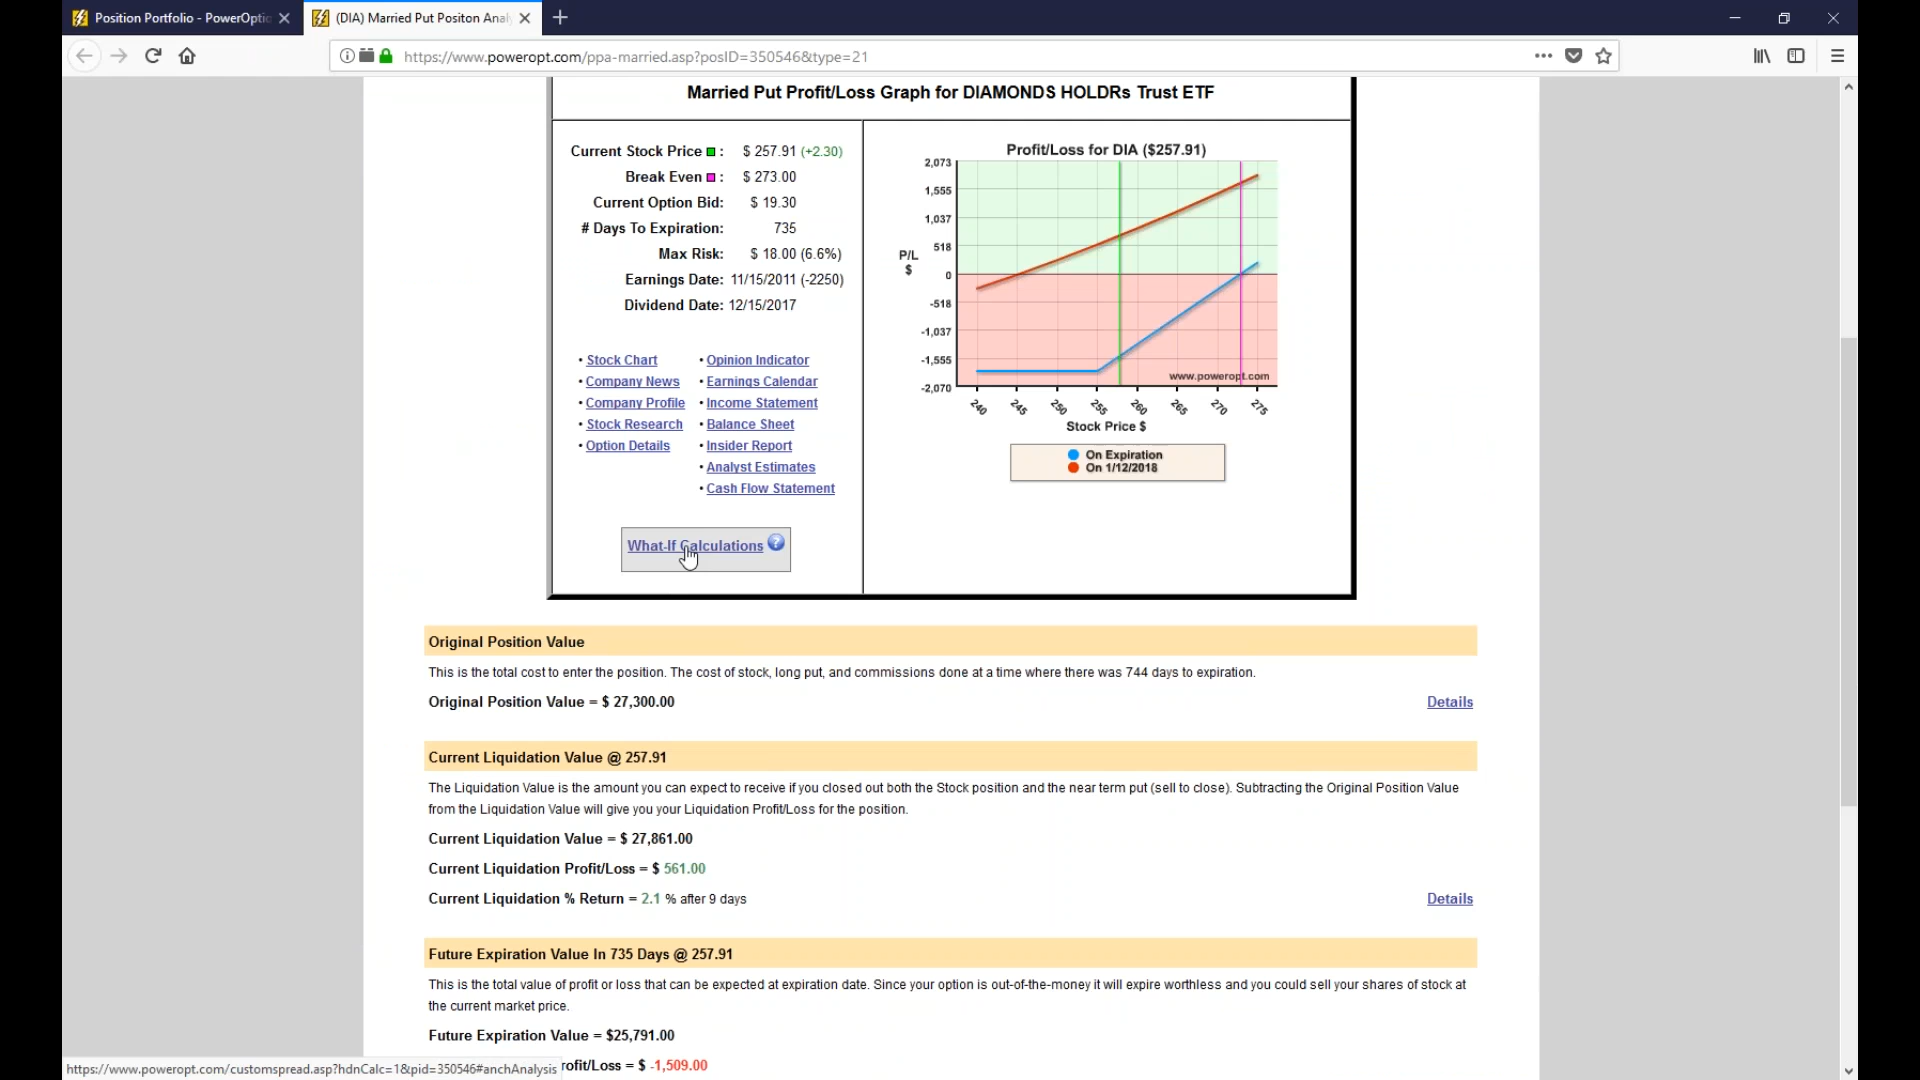 Position Portfolio - PowerOptic
(DIA) Married Put Positon Anal
https://www.poweropt.com/ppa-married.asp?posID=350546&type=21
Married Put Profit/Loss Graph for DIAMONDS HOLDRs Trust ETF
Current Stock Price : $ 257.91 (+2.30)
Break Even : $ 273.00
Current Option Bid: $ 19.30
# Days To Expiration: 735
Max Risk: $ 18.00 (6.6%)
Earnings Date: 11/15/2011 (-2250)
Dividend Date: 12/15/2017
• Stock Chart
• Company News
• Company Profile
• Stock Research
• Option Details
• Opinion Indicator
• Earnings Calendar
• Income Statement
• Balance Sheet
• Insider Report
• Analyst Estimates
• Cash Flow Statement
What-If Calculations ?
Profit/Loss for DIA ($257.91)
2,073
1,555
1,037
518
0
-518
-1,037
-1,555
-2,070
P/L
$
www.poweropt.com
240 245 250 255 260 265 270 275
Stock Price $
On Expiration
On 1/12/2018
Original Position Value
This is the total cost to enter the position. The cost of stock, long put, and commissions done at a time where there was 744 days to expiration.
Original Position Value = $ 27,300.00
Details
Current Liquidation Value @ 257.91
The Liquidation Value is the amount you can expect to receive if you closed out both the Stock position and the near term put (sell to close). Subtracting the Original Position Value
from the Liquidation Value will give you your Liquidation Profit/Loss for the position.
Current Liquidation Value = $ 27,861.00
Current Liquidation Profit/Loss = $ 561.00
Current Liquidation % Return = 2.1 % after 9 days
Details
Future Expiration Value In 735 Days @ 257.91
This is the total value of profit or loss that can be expected at expiration date. Since your option is out-of-the-money it will expire worthless and you could sell your shares of stock at
the current market price.
Future Expiration Value = $25,791.00
rofit/Loss = $ -1,509.00
https://www.poweropt.com/customspread.asp?hdnCalc=1&pid=350546#anchAnalysis